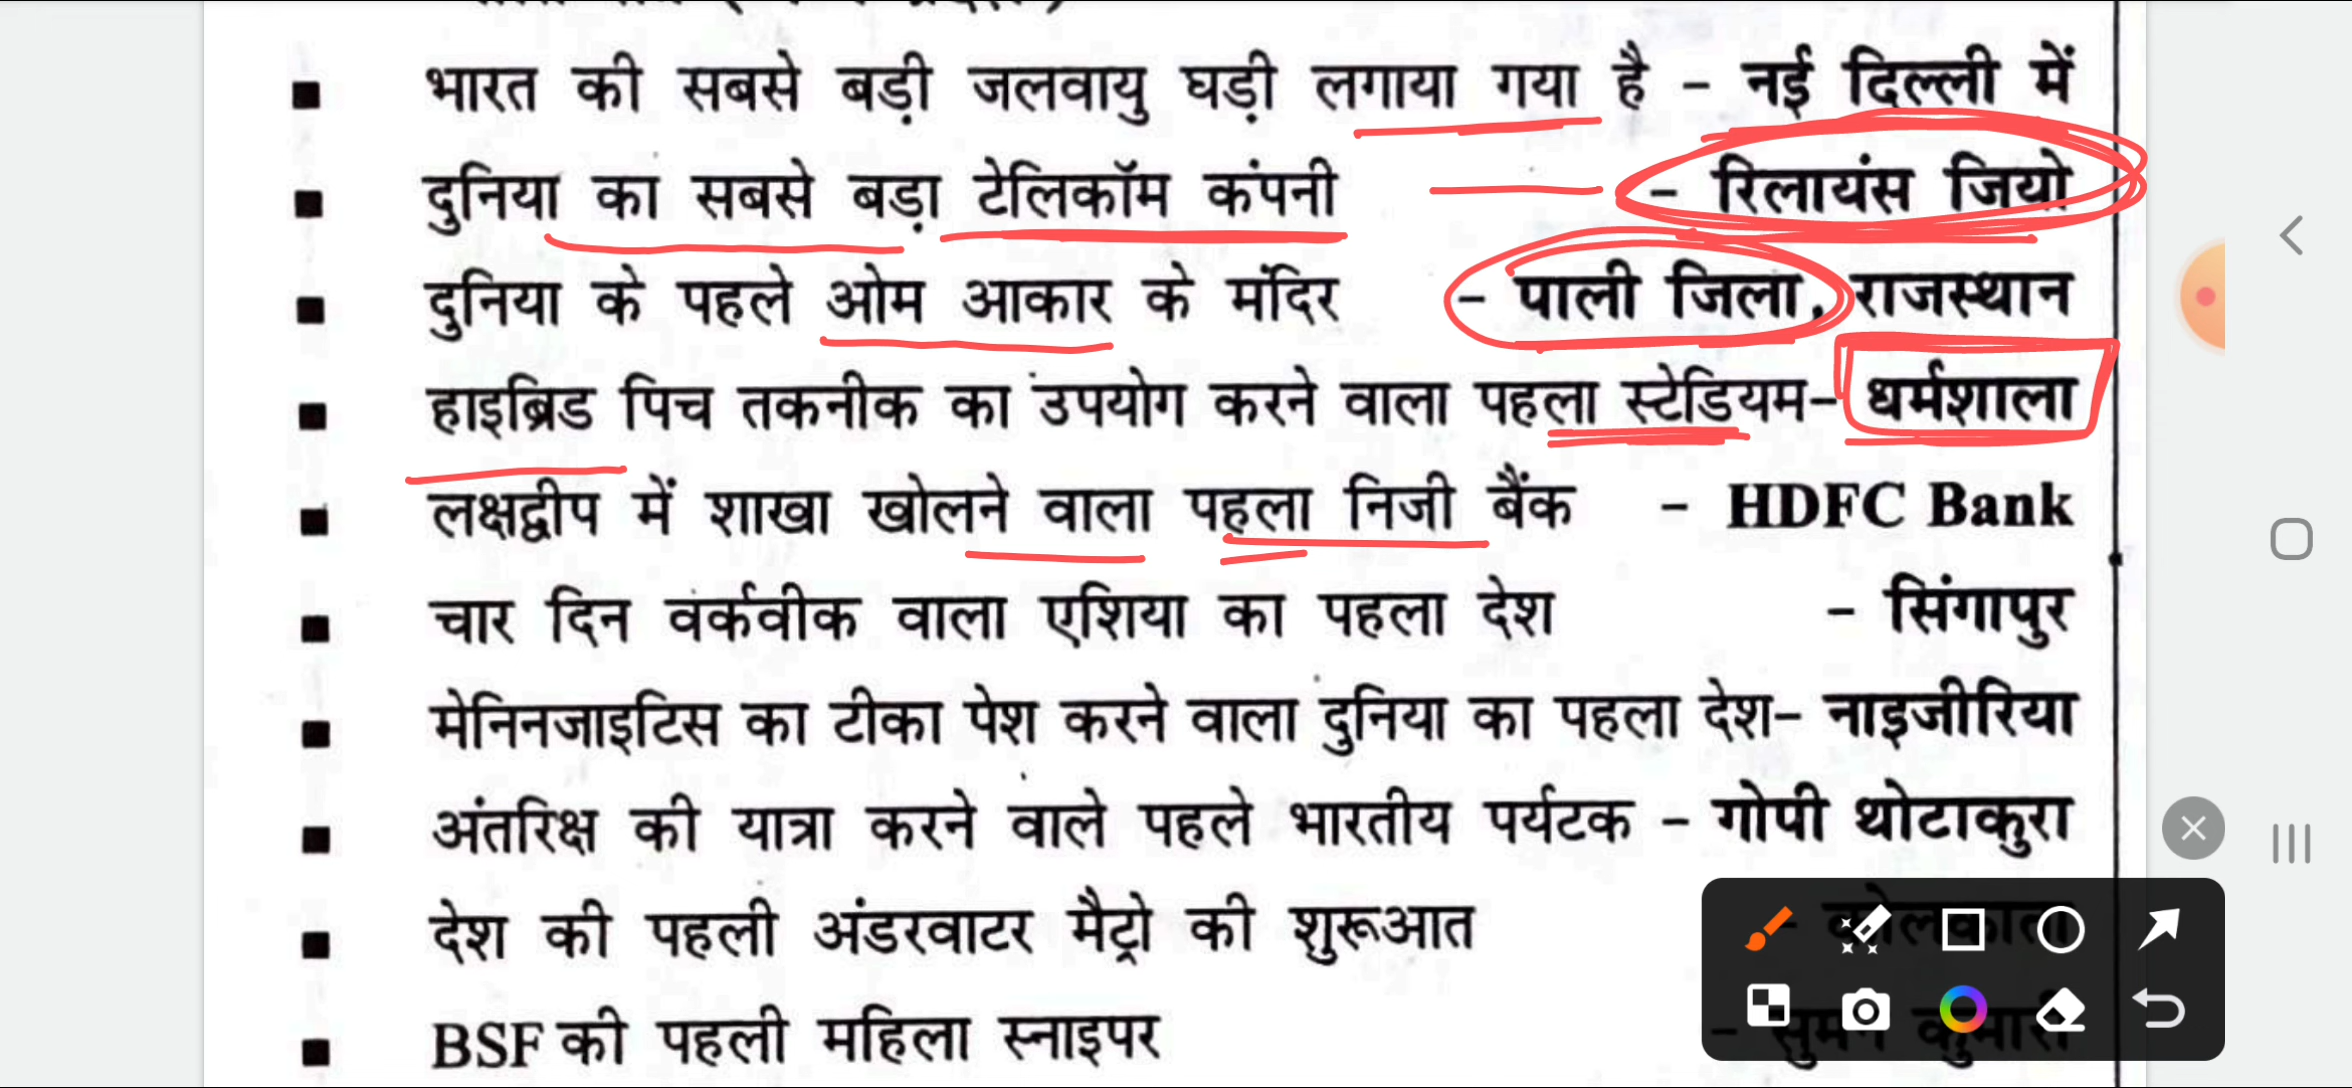 भारत की सबसे बड़ी जलवायु घड़ी लगाया गया है - नई दिल्ली में
दुनिया का सबसे बड़ा टेलिकॉम कंपनी - रिलायंस जियो
दुनिया के पहले ओम आकार के मंदिर - पाली जिला, राजस्थान
हाइब्रिड पिच तकनीक का उपयोग करने वाला पहला स्टेडियम- धर्मशाला
लक्षद्वीप में शाखा खोलने वाला पहला निजी बैंक - HDFC Bank
चार दिन वर्कवीक वाला एशिया का पहला देश - सिंगापुर
मेनिनजाइटिस का टीका पेश करने वाला दुनिया का पहला देश- नाइजीरिया
अंतरिक्ष की यात्रा करने वाले पहले भारतीय पर्यटक - गोपी थोटाकुरा
देश की पहली अंडरवाटर मैट्रो की शुरूआत - कोलकाता
BSF की पहली महिला स्नाइपर - सुमन कुमारी